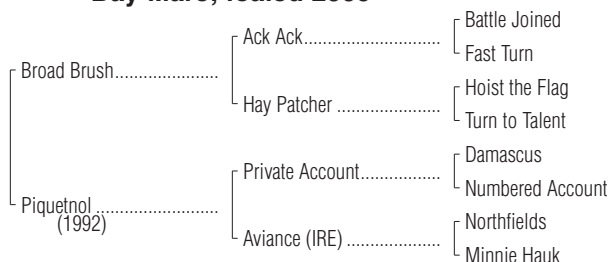 Bay Mare; foaled
Battle Joined
Ack Ack
Fast Turn
Broad Brush
Hoist the Flag
Hay Patcher
Turn to Talent
Damascus
Private Account
Numbered Account
Piquetnol
(1992)
Northfields
Aviance (IRE)
Minnie Hauk